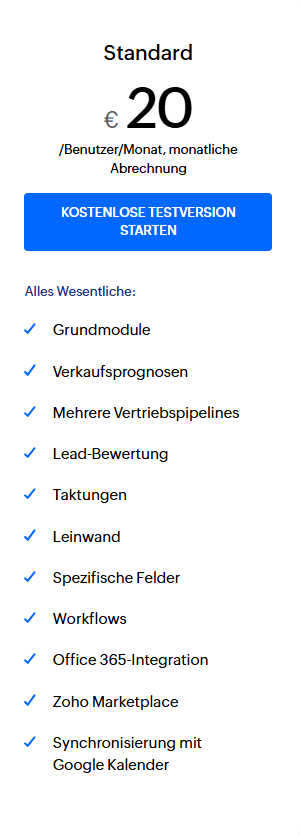 Standard
€ 20
/Benutzer/Monat, monatliche
Abrechnung
KOSTENLOSE TESTVERSION
STARTEN
Alles Wesentliche:
Grundmodule
Verkaufsprognosen
Mehrere Vertriebspipelines
Lead-Bewertung
Taktungen
Leinwand
Spezifische Felder
Workflows
Office 365-Integration
Zoho Marketplace
Synchronisierung mit
Google Kalender